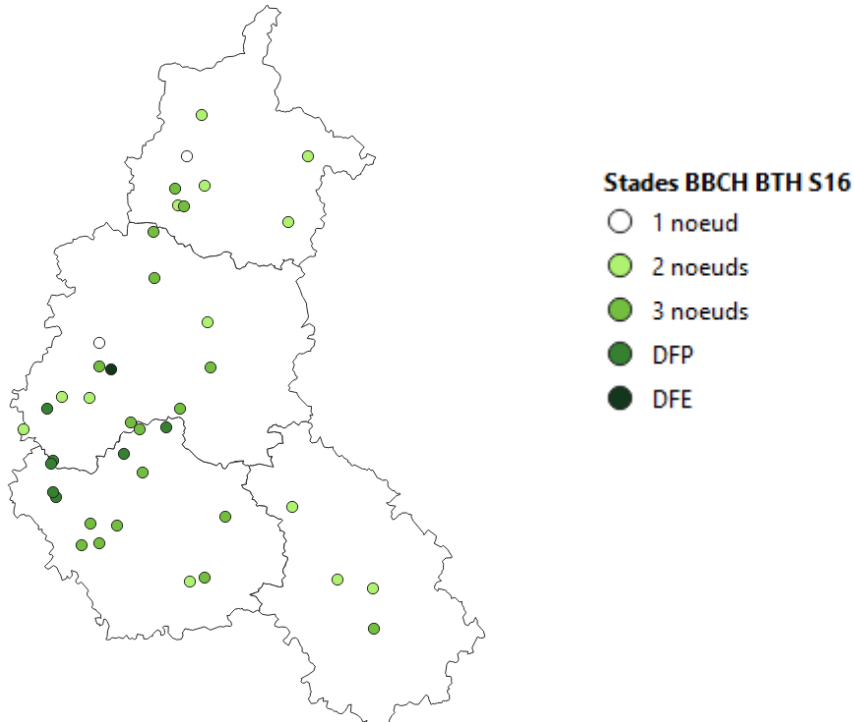 Stades BBCH BTH S16
1 noeud
2 noeuds
3 noeuds
DFP
DFE